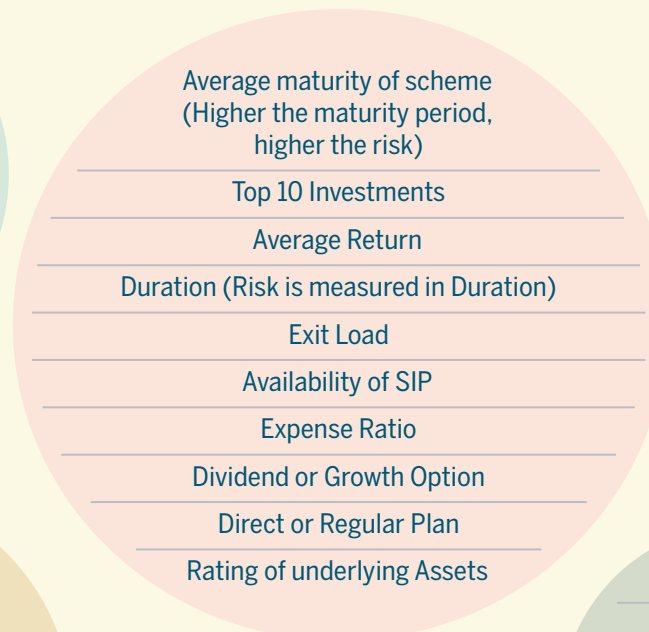 Average maturity of scheme
(Higher the maturity period,
higher the risk)
Top 10 Investments
Average Return
Duration (Risk is measured in Duration)
Exit Load
Availability of SIP
Expense Ratio
Dividend or Growth Option
Direct or Regular Plan
Rating of underlying Assets